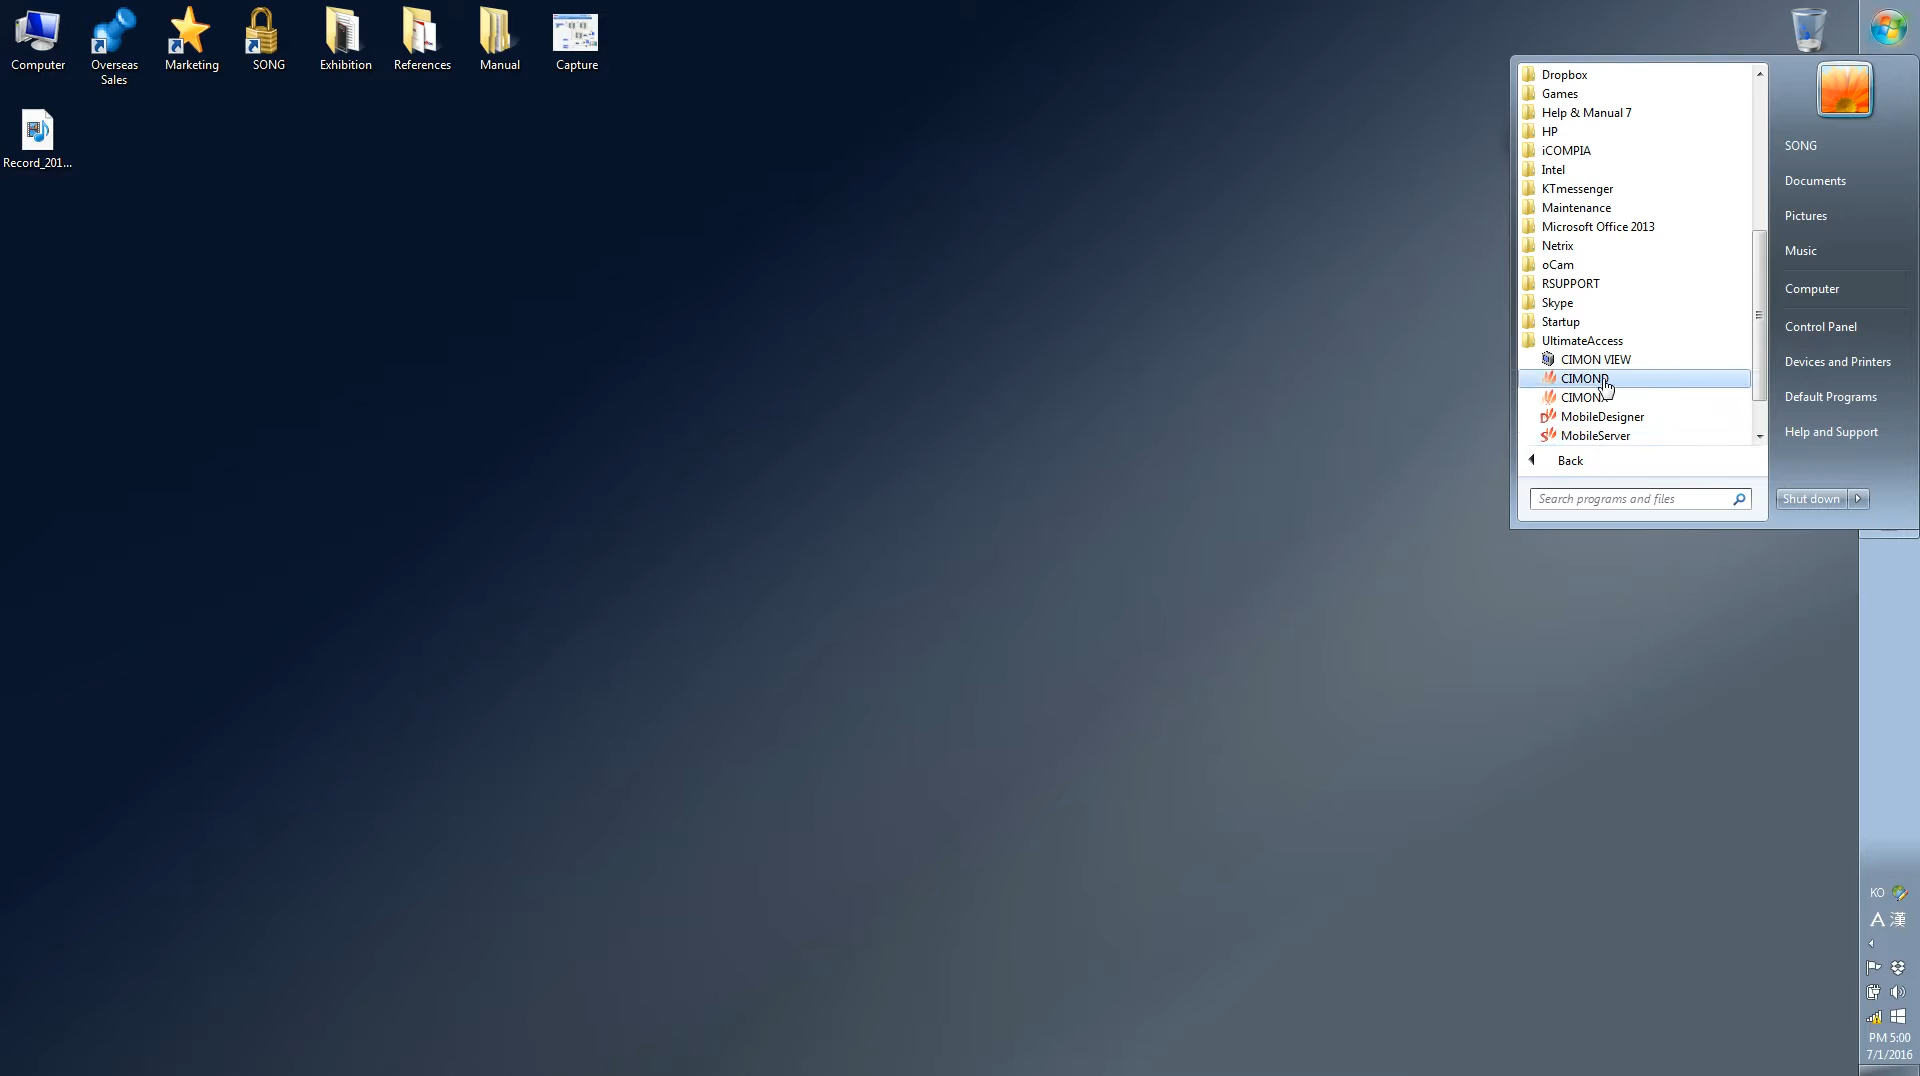 Computer
Overseas
Sales
Marketing
SONG
Exhibition
References
Manual
Capture
Record_201...
Dropbox
Games
Help & Manual 7
HP
iCOMPIA
Intel
KTmessenger
Maintenance
Microsoft Office 2013
Netrix
oCam
RSUPPORT
Skype
Startup
UltimateAccess
CIMON VIEW
CIMOND
CIMONX
MobileDesigner
MobileServer
Back
Search programs and files
SONG
Documents
Pictures
Music
Computer
Control Panel
Devices and Printers
Default Programs
Help and Support
Shut down
KO
A 漢
PM 5:00
7/1/2016